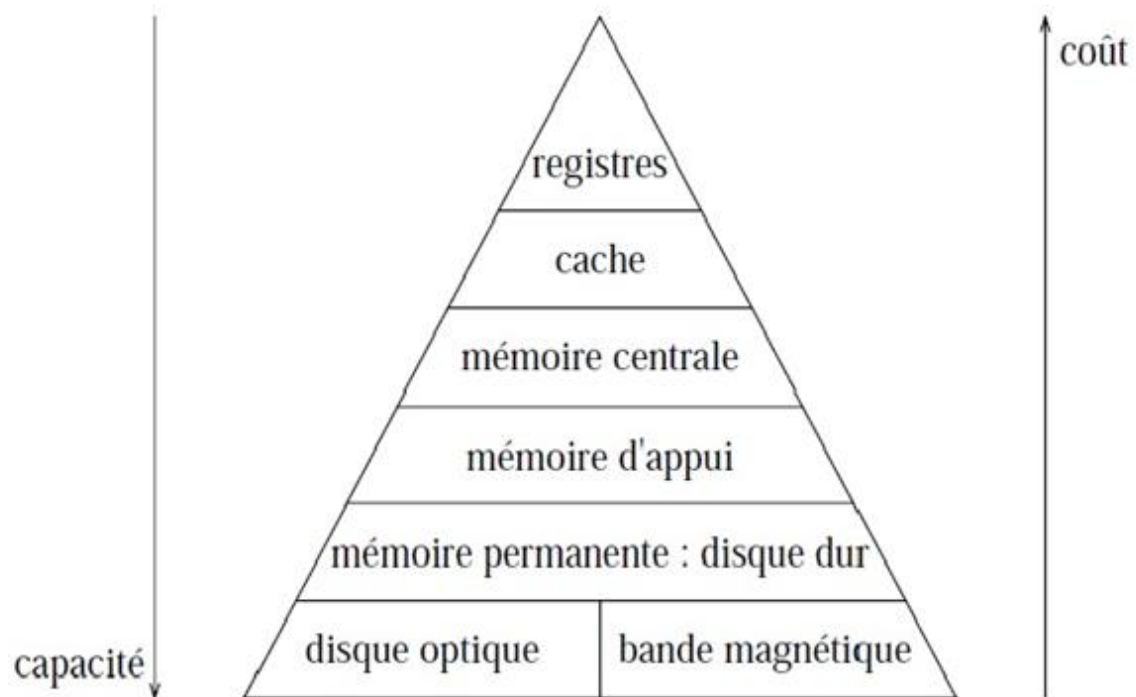 coût
registres
cache
mémoire centrale
mémoire d'appui
mémoire permanente : disque dur
disque optique
bande magnétique
capacité